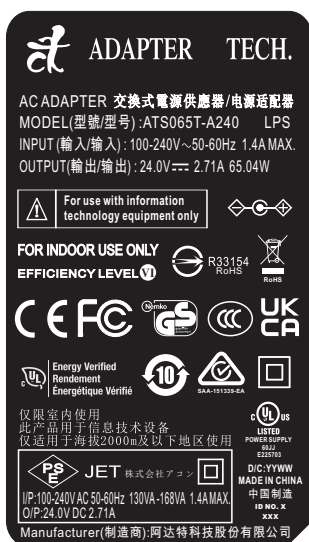 ADAPTER TECH.
AC ADAPTER 交換式電源供應器/电源适配器
MODEL(型號/型号) :ATS065T-A240 LPS
INPUT (輸入/输入) : 100-240V～50-60Hz 1.4A MAX.
OUTPUT(輸出/输出) : 24.0V⎓ 2.71A 65.04W
For use with information
technology equipment only
FOR INDOOR USE ONLY
EFFICIENCY LEVEL VI
R33154
RoHS
RoHS
CE FC Nemko GS CCC UK
CA
UL Energy Verified
Rendement
Énergétique Vérifié
10
SAA-151339-EA
仅限室内使用
此产品用于信息技术设备
仅适用于海拔2000m及以下地区使用
c UL us
LISTED
POWER SUPPLY
60JJ
E225703
PSE JET 株式会社アコン
I/P:100-240V AC 50-60Hz 130VA-168VA 1.4A MAX.
O/P:24.0V DC 2.71A
D/C:YYWW
MADE IN CHINA
中国制造
ID NO. X
XXX
Manufacturer(制造商):阿达特科技股份有限公司